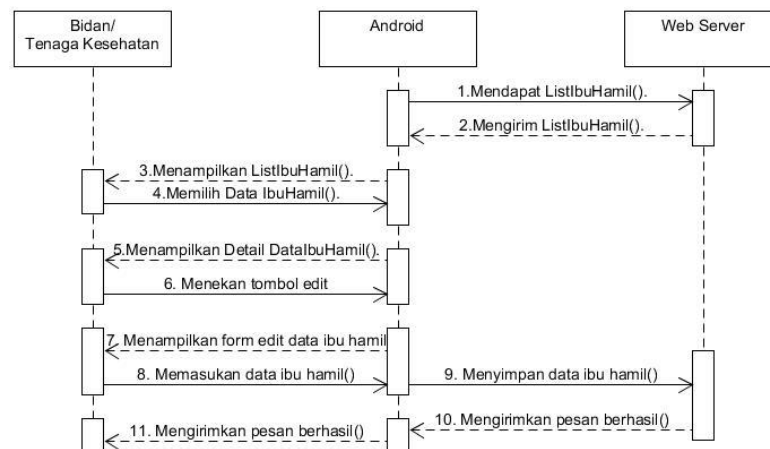 Bidan/
Tenaga Kesehatan
Android
Web Server
1.Mendapat ListIbuHamil().
2.Mengirim ListIbuHamil().
3.Menampilkan ListIbuHamil().
4.Memilih Data IbuHamil().
5.Menampilkan Detail DataIbuHamil().
6. Menekan tombol edit
7. Menampilkan form edit data ibu hamil
8. Memasukan data ibu hamil()
9. Menyimpan data ibu hamil()
10. Mengirimkan pesan berhasil()
11. Mengirimkan pesan berhasil()